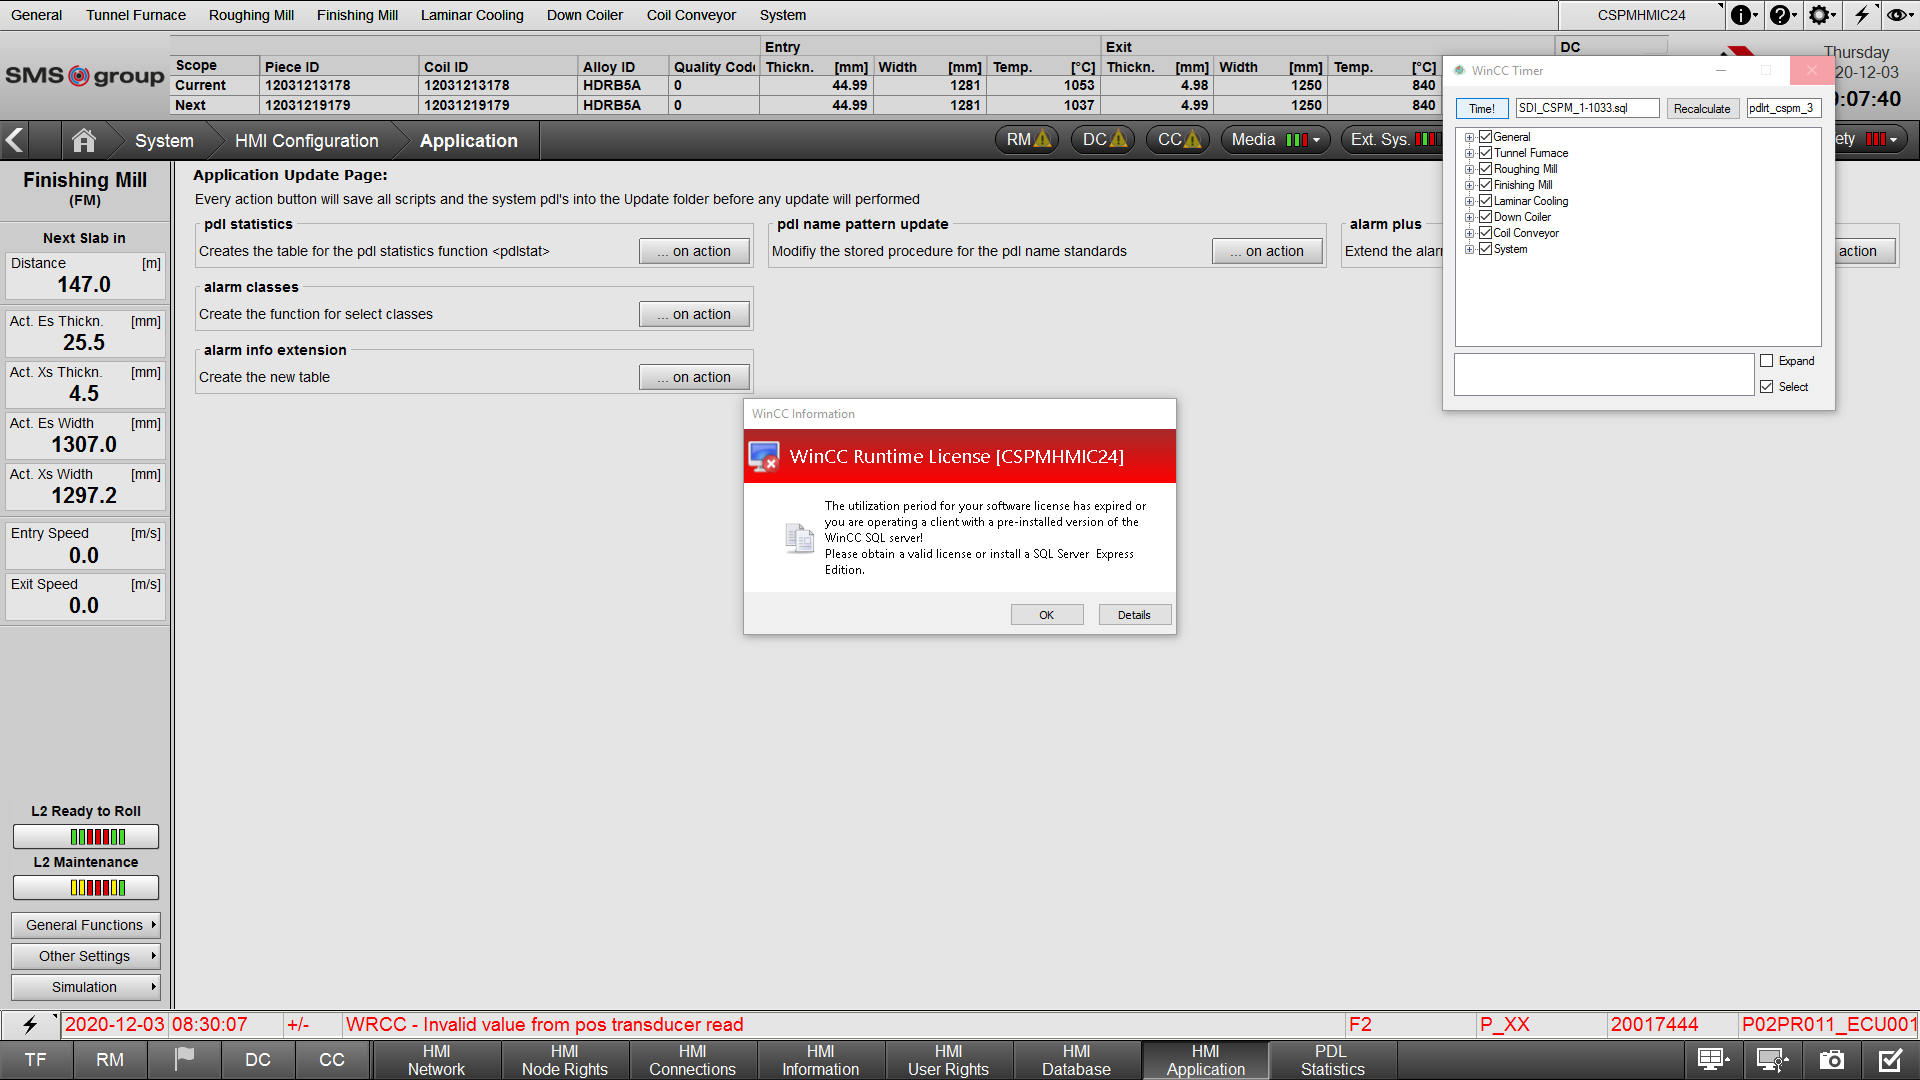 General Tunnel Furnace Roughing Mill Finishing Mill Laminar Cooling Down Coiler Coil Conveyor System CSPMHMIC24
SMS group
Entry Exit DC
Scope Piece ID Coil ID Alloy ID Quality Code Thickn. [mm] Width [mm] Temp. [°C] Thickn. [mm] Width [mm] Temp. [°C]
Current 12031213178 12031213178 HDRB5A 0 44.99 1281 1053 4.98 1250 840
Next 12031219179 12031219179 HDRB5A 0 44.99 1281 1037 4.99 1250 840
Thursday
20-12-03
:07:40
System HMI Configuration Application
RM DC CC Media Ext. Sys. ety
WinCC Timer
Time! SDI_CSPM_1-1033.sql Recalculate pdlrt_cspm_3
General
Tunnel Furnace
Roughing Mill
Finishing Mill
Laminar Cooling
Down Coiler
Coil Conveyor
System
Expand
Select
Finishing Mill
(FM)
Next Slab in
Distance [m]
147.0
Act. Es Thickn. [mm]
25.5
Act. Xs Thickn. [mm]
4.5
Act. Es Width [mm]
1307.0
Act. Xs Width [mm]
1297.2
Entry Speed [m/s]
0.0
Exit Speed [m/s]
0.0
L2 Ready to Roll
L2 Maintenance
General Functions
Other Settings
Simulation
Application Update Page:
Every action button will save all scripts and the system pdl's into the Update folder before any update will performed
pdl statistics
Creates the table for the pdl statistics function <pdlstat> ... on action
pdl name pattern update
Modifiy the stored procedure for the pdl name standards ... on action
alarm plus
Extend the alarm action
alarm classes
Create the function for select classes ... on action
alarm info extension
Create the new table ... on action
WinCC Information
WinCC Runtime License [CSPMHMIC24]
The utilization period for your software license has expired or
you are operating a client with a pre-installed version of the
WinCC SQL server!
Please obtain a valid license or install a SQL Server Express
Edition.
OK Details
2020-12-03 08:30:07 +/- WRCC - Invalid value from pos transducer read F2 P_XX 20017444 P02PR011_ECU001
TF RM DC CC
HMI
Network
HMI
Node Rights
HMI
Connections
HMI
Information
HMI
User Rights
HMI
Database
HMI
Application
PDL
Statistics